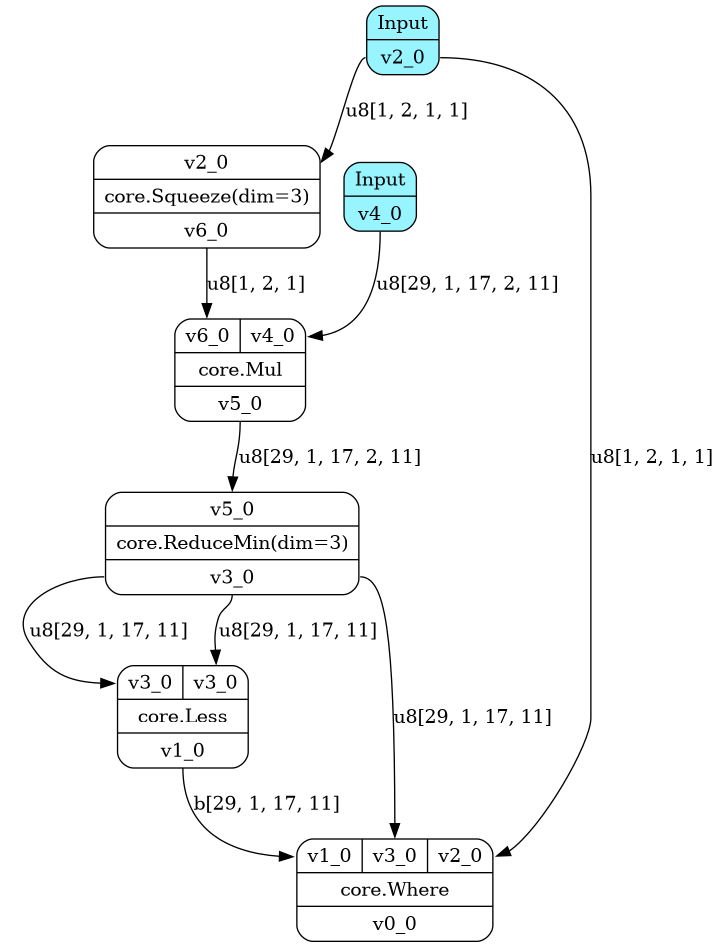 Input
v2_0
u8[1, 2, 1, 1]
v2_0
core.Squeeze(dim=3)
v6_0
Input
v4_0
u8[1, 2, 1]
u8[29, 1, 17, 2, 11]
v6_0 v4_0
core.Mul
v5_0
u8[29, 1, 17, 2, 11]
u8[1, 2, 1, 1]
v5_0
core.ReduceMin(dim=3)
v3_0
u8[29, 1, 17, 11]
u8[29, 1, 17, 11]
v3_0 v3_0
core.Less
v1_0
u8[29, 1, 17, 11]
b[29, 1, 17, 11]
v1_0 v3_0 v2_0
core.Where
v0_0